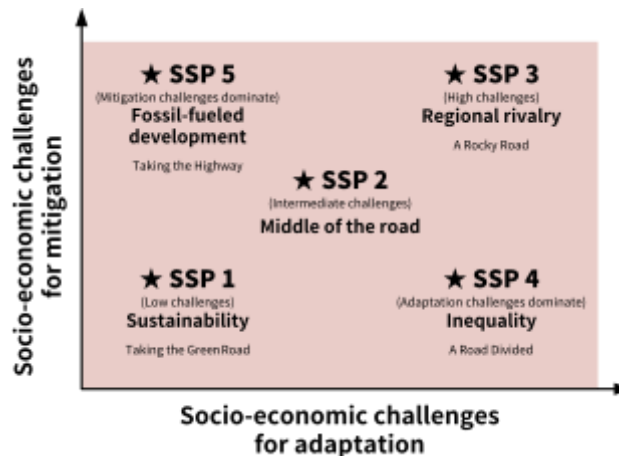 Socio-economic challenges
for mitigation
★ SSP 5
(Mitigation challenges dominate)
Fossil-fueled
development
Taking the Highway
★ SSP 3
(High challenges)
Regional rivalry
A Rocky Road
★ SSP 2
(Intermediate challenges)
Middle of the road
★ SSP 1
(Low challenges)
Sustainability
Taking the Green Road
★ SSP 4
(Adaptation challenges dominate)
Inequality
A Road Divided
Socio-economic challenges
for adaptation